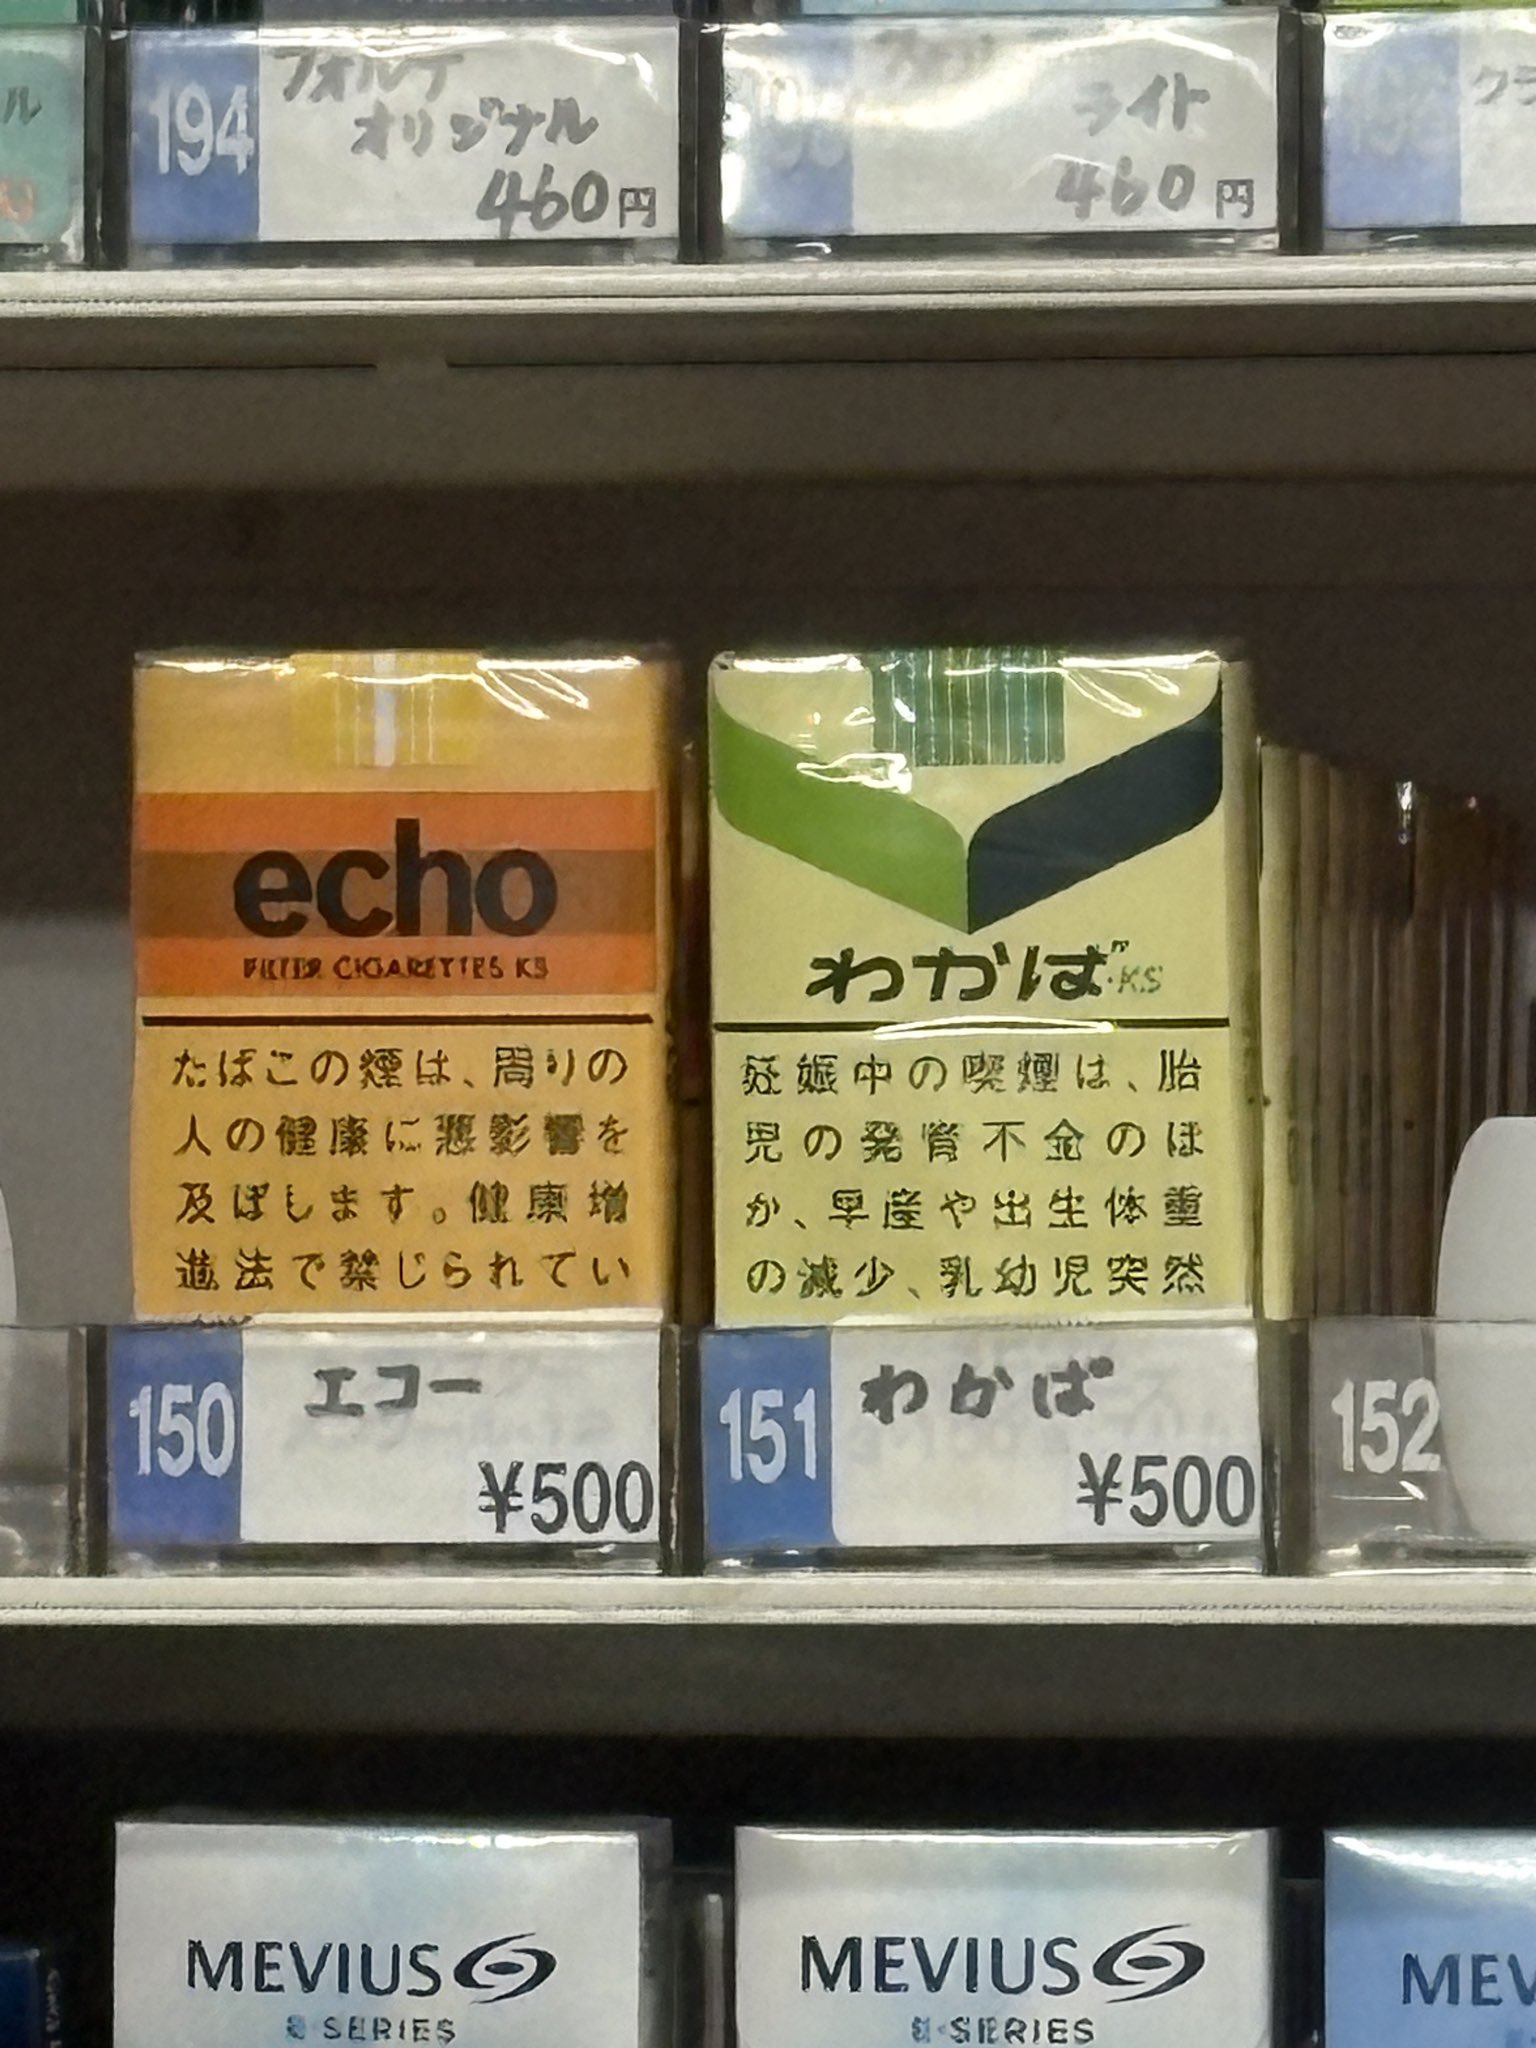 ル
194
フォルテ
オリジナル
460円
ライト
460円
echo
FILTER CIGARETTES KS
たばこの煙は、周りの
人の健康に悪影響を
及ぼします。健康増
進法で禁じられてい
わかば・KS
妊娠中の喫煙は、胎
児の発育不全のほ
か、早産や出生体重
の減少、乳幼児突然
150
エコー
¥500
151
わかば
¥500
152
MEVIUS
SERIES
MEVIUS
SERIES
MEV